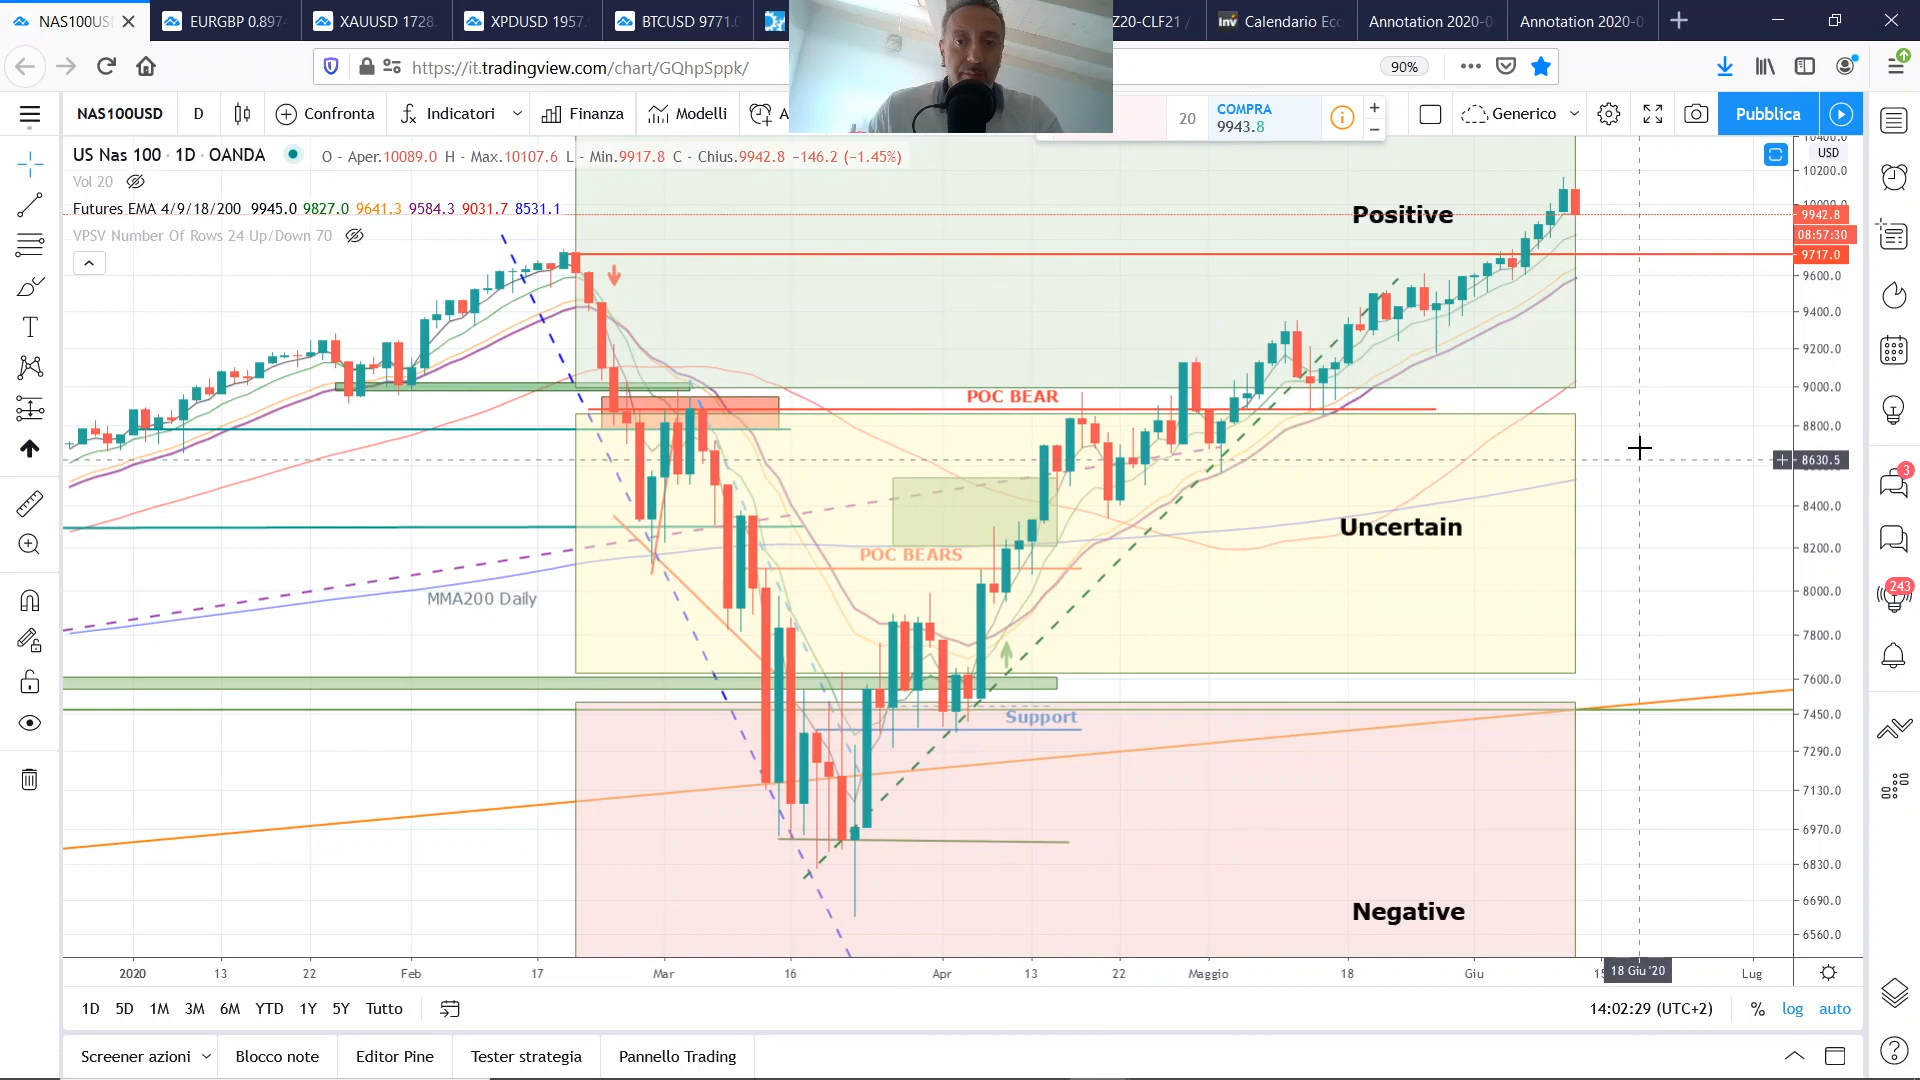 NAS100US
EURGBP 0.897
XAUUSD 1728.
XPDUSD 1957.
BTCUSD 9771.
Z20-CLF21 /
Calendario Eco
Annotation 2020-0
Annotation 2020-0
https://it.tradingview.com/chart/GQhpSppk/
90%
NAS100USD
D
Confronta
Indicatori
Finanza
Modelli
A
20
COMPRA
9943.8
Generico
Pubblica
US Nas 100 · 1D · OANDA
O - Aper.10089.0 H - Max.10107.6 L - Min.9917.8 C - Chius.9942.8 −146.2 (−1.45%)
Vol 20
Futures EMA 4/9/18/200 9945.0 9827.0 9641.3 9584.3 9031.7 8531.1
VPSV Number Of Rows 24 Up/Down 70
USD
10400.0
10200.0
10000.0
9942.8
08:57:30
9717.0
9600.0
9400.0
9200.0
9000.0
8800.0
8630.5
8400.0
8200.0
8000.0
7800.0
7600.0
7450.0
7290.0
7130.0
6970.0
6830.0
6690.0
6560.0
Positive
POC BEAR
Uncertain
POC BEARS
MMA200 Daily
Support
Negative
3
243
2020
13
22
Feb
17
Mar
16
Apr
13
22
Maggio
18
Giu
15
18 Giu '20
Lug
1D
5D
1M
3M
6M
YTD
1Y
5Y
Tutto
14:02:29 (UTC+2)
%
log
auto
Screener azioni
Blocco note
Editor Pine
Tester strategia
Pannello Trading